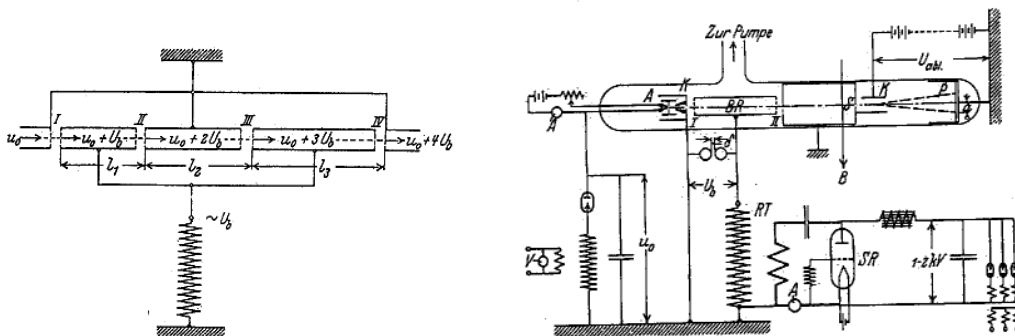 I
II
III
IV
u₀
u₀+U_b
u₀+2U_b
u₀+3U_b
u₀+4U_b
l₁
l₂
l₃
~U_b
Zur Pumpe
U_abl.
K
A
BR
S
K
P
A
I
II
d
B
U_b
RT
u₀
V
SR
A
1-2kV